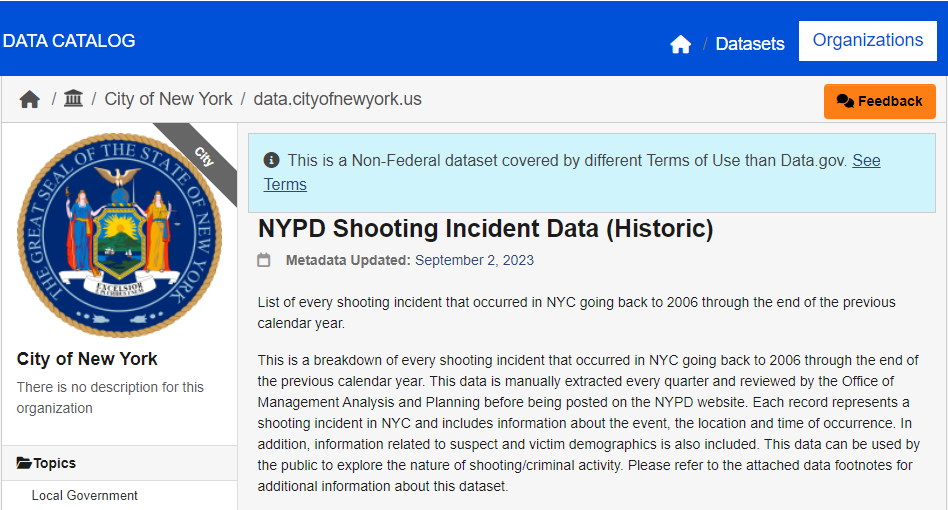 DATA CATALOG
/ Datasets
Organizations
/ / City of New York / data.cityofnewyork.us
Feedback
City
THE GREAT SEAL OF THE STATE OF NEW YORK
EXCELSIOR
E PLURIBUS UNUM
This is a Non-Federal dataset covered by different Terms of Use than Data.gov. See
Terms
NYPD Shooting Incident Data (Historic)
Metadata Updated: September 2, 2023
List of every shooting incident that occurred in NYC going back to 2006 through the end of the previous
calendar year.
This is a breakdown of every shooting incident that occurred in NYC going back to 2006 through the end of
the previous calendar year. This data is manually extracted every quarter and reviewed by the Office of
Management Analysis and Planning before being posted on the NYPD website. Each record represents a
shooting incident in NYC and includes information about the event, the location and time of occurrence. In
addition, information related to suspect and victim demographics is also included. This data can be used by
the public to explore the nature of shooting/criminal activity. Please refer to the attached data footnotes for
additional information about this dataset.
City of New York
There is no description for this
organization
Topics
Local Government